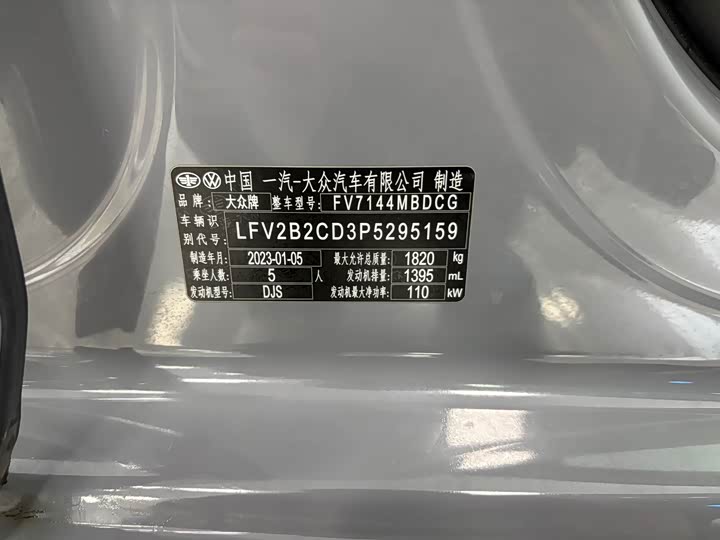 中国 一汽-大众汽车有限公司 制造
品牌: 大众牌 整车型号: FV7144MBDCG
车辆识别代号: LFV2B2CD3P5295159
制造年月: 2023-01-05 最大允许总质量: 1820 kg
乘坐人数: 5 人 发动机排量: 1395 mL
发动机型号: DJS 发动机最大净功率: 110 kW